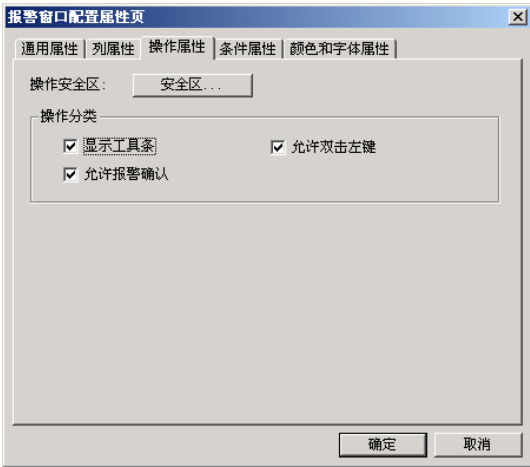 报警窗口配置属性页
通用属性 列属性 操作属性 条件属性 颜色和字体属性
操作安全区: 安全区...
操作分类
显示工具条 允许双击左键
允许报警确认
确定 取消